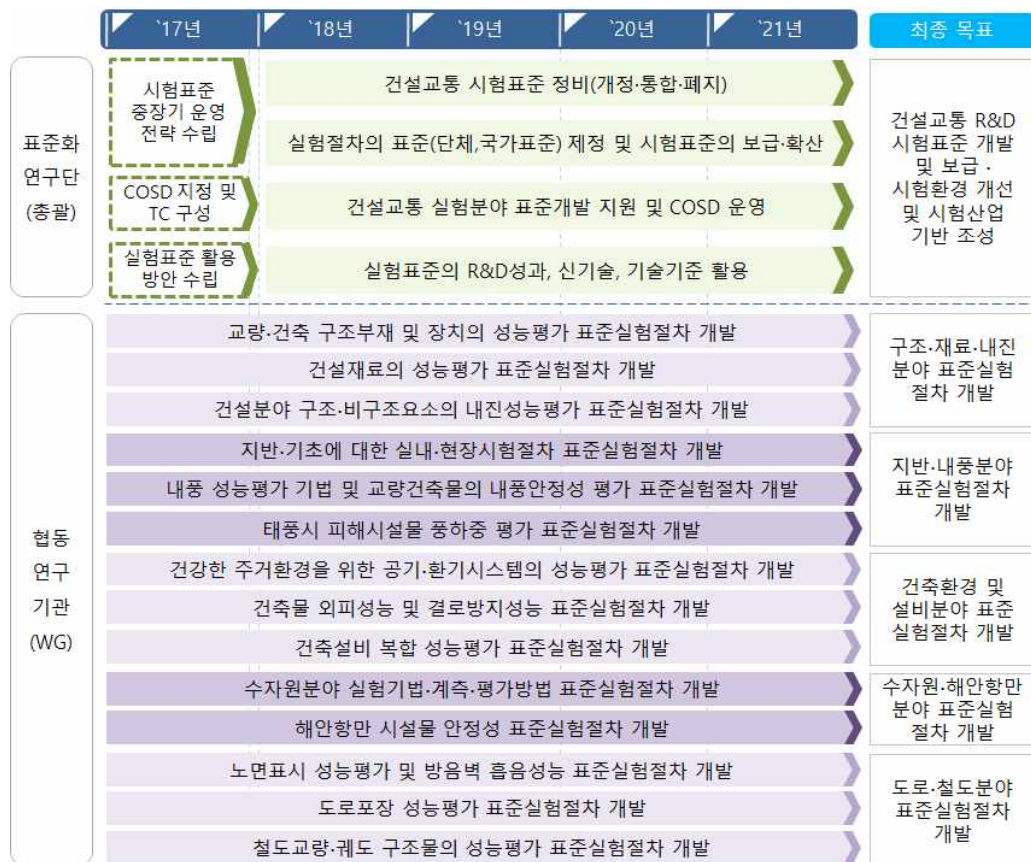 `17년
`18년
`19년
`20년
`21년
최종 목표
표준화
연구단
(총괄)
시험표준
중장기 운영
전략 수립
건설교통 시험표준 정비(개정·통합·폐지)
실험절차의 표준(단체,국가표준) 제정 및 시험표준의 보급·확산
COSD 지정 및
TC 구성
건설교통 실험분야 표준개발 지원 및 COSD 운영
실험표준 활용
방안 수립
실험표준의 R&D성과, 신기술, 기술기준 활용
건설교통 R&D
시험표준 개발
및 보급·
시험환경 개선
및 시험산업
기반 조성
협동
연구
기관
(WG)
교량·건축 구조부재 및 장치의 성능평가 표준실험절차 개발
건설재료의 성능평가 표준실험절차 개발
건설분야 구조·비구조요소의 내진성능평가 표준실험절차 개발
구조·재료·내진
분야 표준실험
절차 개발
지반·기초에 대한 실내·현장시험절차 표준실험절차 개발
내풍 성능평가 기법 및 교량건축물의 내풍안정성 평가 표준실험절차 개발
태풍시 피해시설물 풍하중 평가 표준실험절차 개발
지반·내풍분야
표준실험절차
개발
건강한 주거환경을 위한 공기·환기시스템의 성능평가 표준실험절차 개발
건축물 외피성능 및 결로방지성능 표준실험절차 개발
건축설비 복합 성능평가 표준실험절차 개발
건축환경 및
설비분야 표준
실험절차 개발
수자원분야 실험기법·계측·평가방법 표준실험절차 개발
해안항만 시설물 안정성 표준실험절차 개발
수자원·해안항만
분야 표준실험
절차 개발
노면표시 성능평가 및 방음벽 흡음성능 표준실험절차 개발
도로포장 성능평가 표준실험절차 개발
철도교량·궤도 구조물의 성능평가 표준실험절차 개발
도로·철도분야
표준실험절차
개발